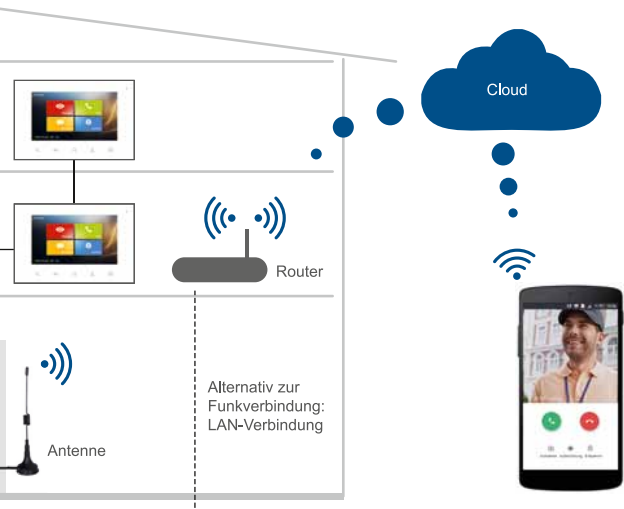 Cloud
Router
Alternativ zur
Funkverbindung:
LAN-Verbindung
Antenne